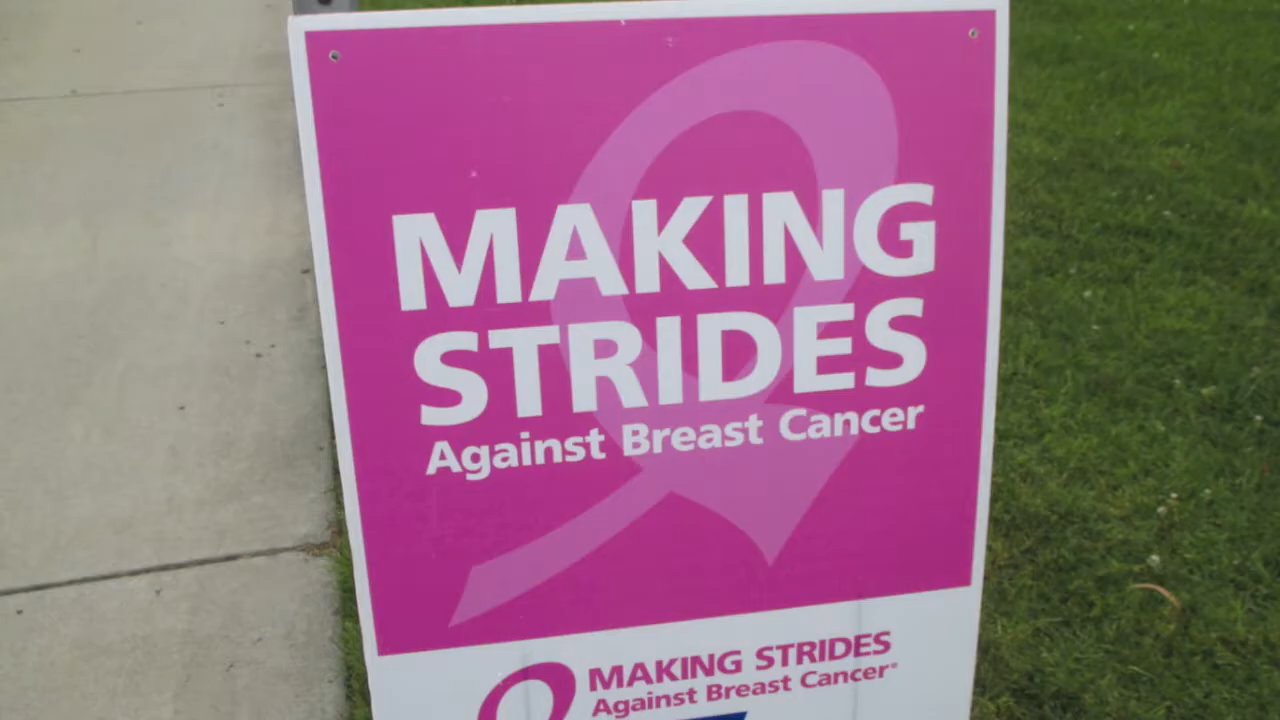 MAKING
STRIDES
Against Breast Cancer
MAKING STRIDES
Against Breast Cancer®